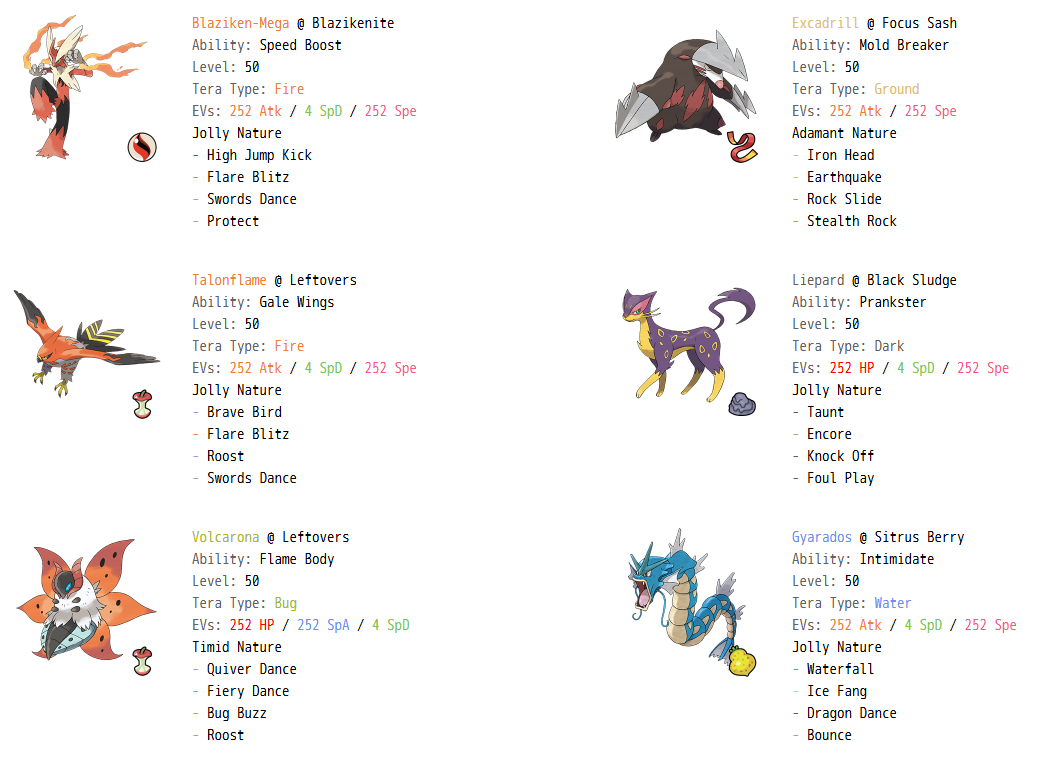 Blaziken-Mega @ Blazikenite
Ability: Speed Boost
Level: 50
Tera Type: Fire
EVs: 252 Atk / 4 SpD / 252 Spe
Jolly Nature
- High Jump Kick
- Flare Blitz
- Swords Dance
- Protect
Excadrill @ Focus Sash
Ability: Mold Breaker
Level: 50
Tera Type: Ground
EVs: 252 Atk / 252 Spe
Adamant Nature
- Iron Head
- Earthquake
- Rock Slide
- Stealth Rock
Talonflame @ Leftovers
Ability: Gale Wings
Level: 50
Tera Type: Fire
EVs: 252 Atk / 4 SpD / 252 Spe
Jolly Nature
- Brave Bird
- Flare Blitz
- Roost
- Swords Dance
Liepard @ Black Sludge
Ability: Prankster
Level: 50
Tera Type: Dark
EVs: 252 HP / 4 SpD / 252 Spe
Jolly Nature
- Taunt
- Encore
- Knock Off
- Foul Play
Volcarona @ Leftovers
Ability: Flame Body
Level: 50
Tera Type: Bug
EVs: 252 HP / 252 SpA / 4 SpD
Timid Nature
- Quiver Dance
- Fiery Dance
- Bug Buzz
- Roost
Gyarados @ Sitrus Berry
Ability: Intimidate
Level: 50
Tera Type: Water
EVs: 252 Atk / 4 SpD / 252 Spe
Jolly Nature
- Waterfall
- Ice Fang
- Dragon Dance
- Bounce